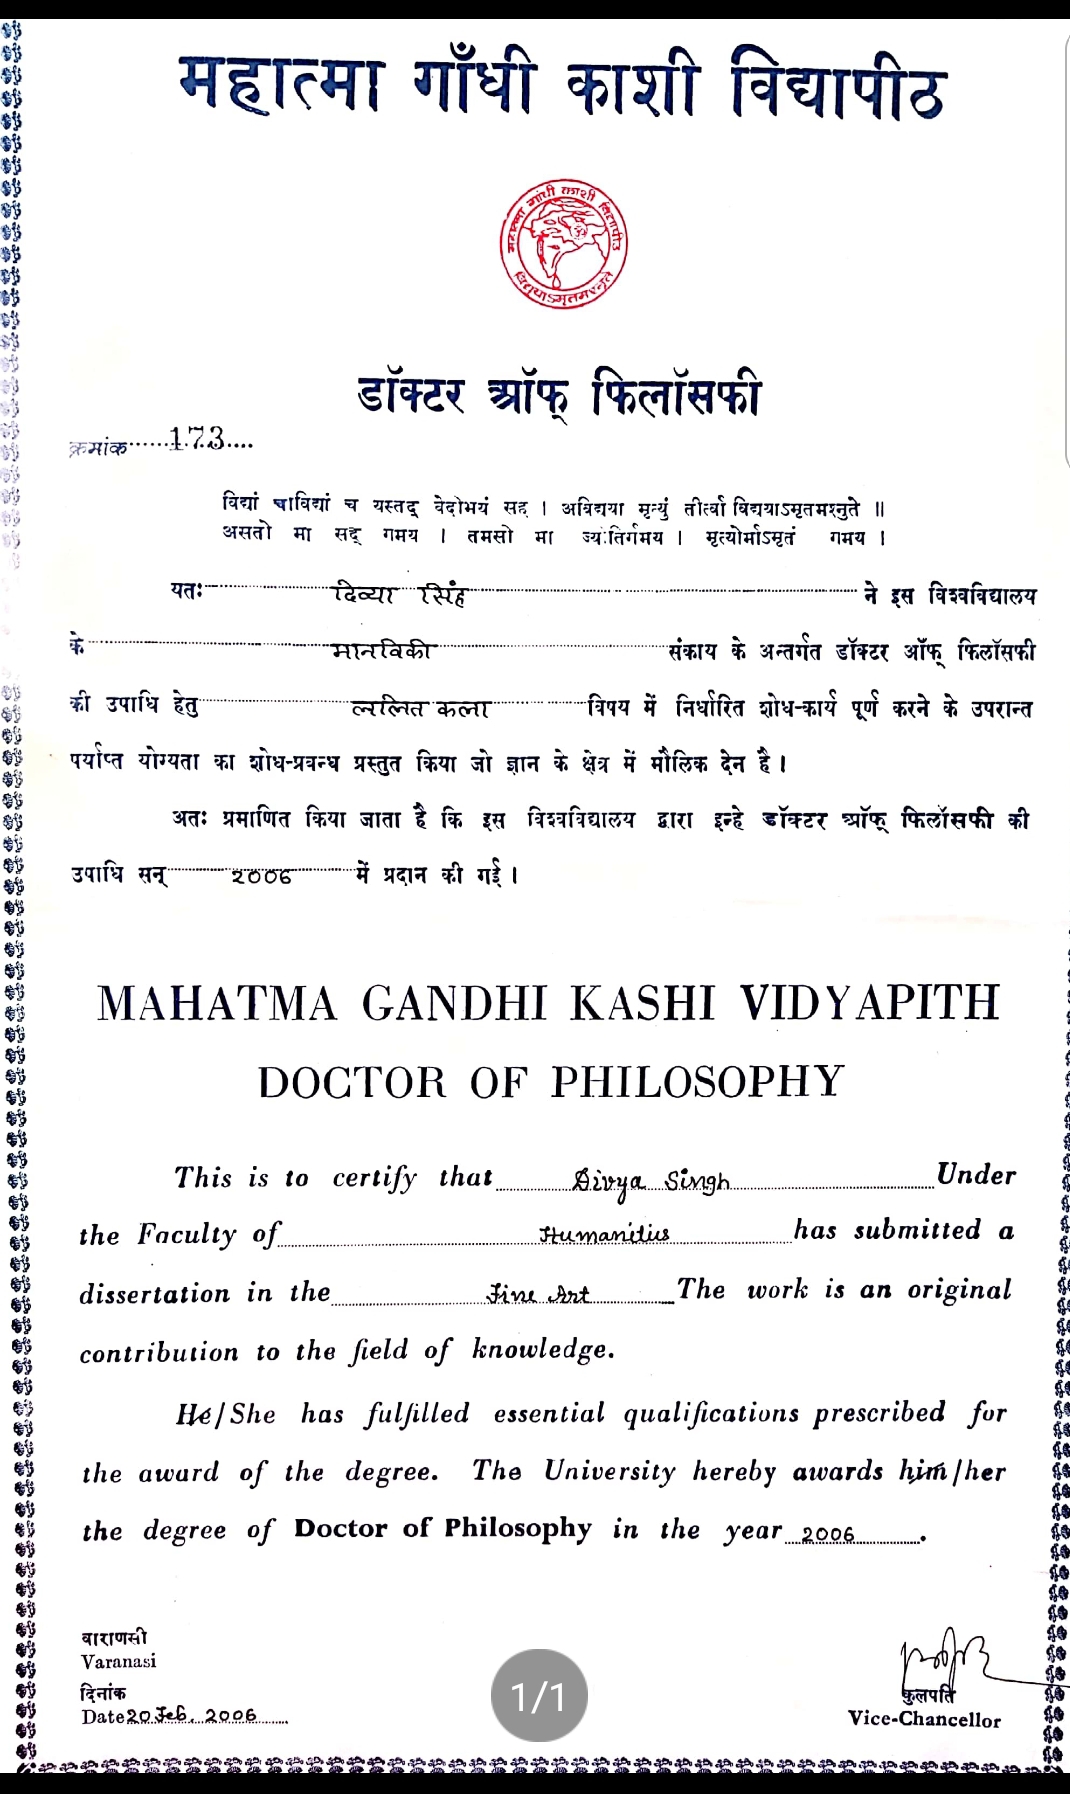 महात्मा गाँधी काशी विद्यापीठ
महात्मा गांधी काशी विद्यापीठ
विद्ययाऽमृतमश्नुते
डॉक्टर ऑफ् फिलॉसफी
क्रमांक......173....
विद्यां चाविद्यां च यस्तद् वेदोभयं सह । अविद्यया मृत्युं तीर्त्वा विद्ययाऽमृतमश्नुते ॥
असतो मा सद् गमय । तमसो मा ज्योतिर्गमय । मृत्योर्माऽमृतं गमय ।
यतः दिव्या सिंह ने इस विश्वविद्यालय
के मानविकी संकाय के अन्तर्गत डॉक्टर ऑफ् फिलॉसफी
की उपाधि हेतु ललित कला विषय में निर्धारित शोध-कार्य पूर्ण करने के उपरान्त
पर्याप्त योग्यता का शोध-प्रबन्ध प्रस्तुत किया जो ज्ञान के क्षेत्र में मौलिक देन है ।
अतः प्रमाणित किया जाता है कि इस विश्वविद्यालय द्वारा इन्हे डॉक्टर ऑफ् फिलॉसफी की
उपाधि सन् 2006 में प्रदान की गई ।
MAHATMA GANDHI KASHI VIDYAPITH
DOCTOR OF PHILOSOPHY
This is to certify that Divya Singh Under
the Faculty of Humanities has submitted a
dissertation in the Fine Art The work is an original
contribution to the field of knowledge.
He/She has fulfilled essential qualifications prescribed for
the award of the degree. The University hereby awards him/her
the degree of Doctor of Philosophy in the year 2006.
वाराणसी
Varanasi
दिनांक
Date 20 Feb. 2006
कुलपति
Vice-Chancellor
1/1